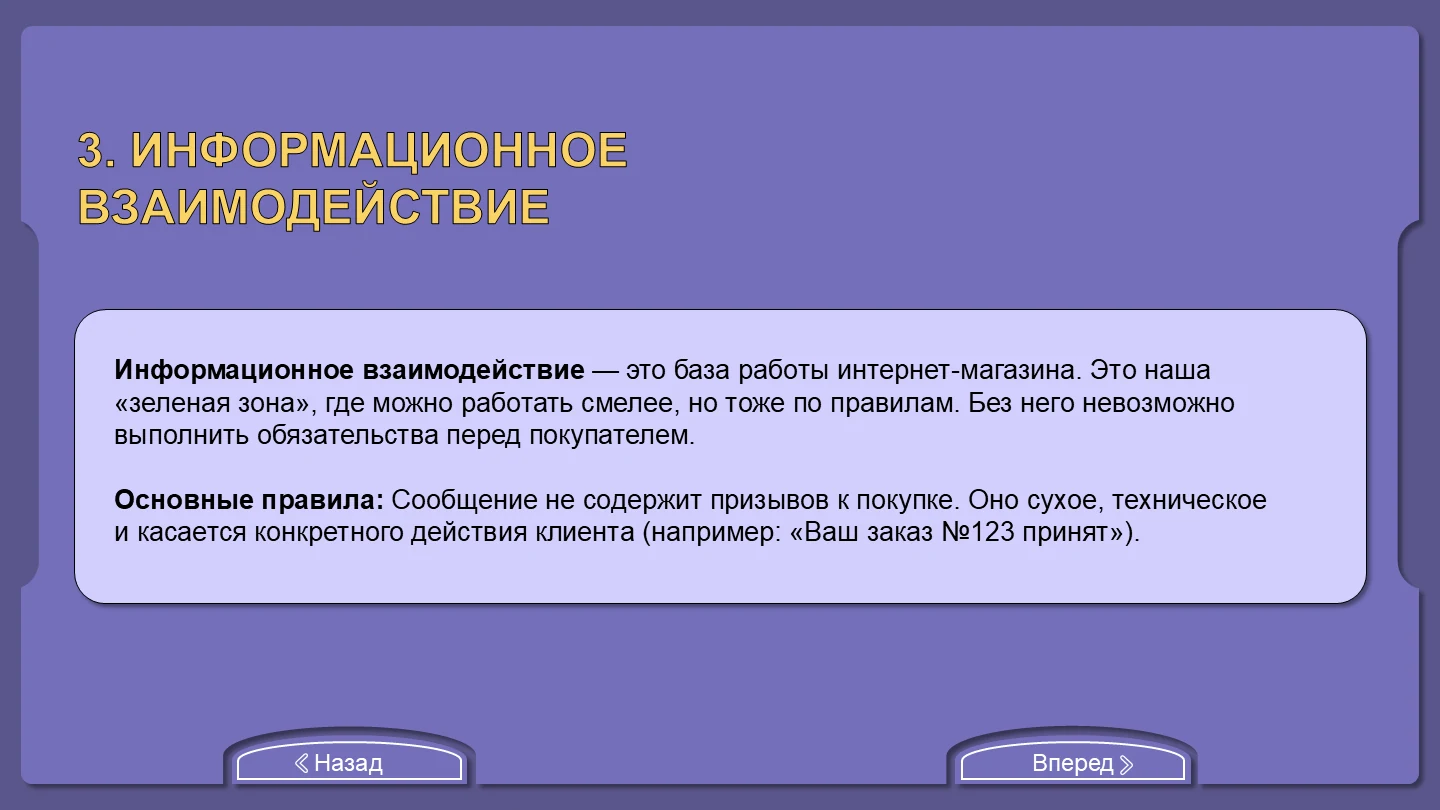 3. ИНФОРМАЦИОННОЕ
ВЗАИМОДЕЙСТВИЕ
Информационное взаимодействие — это база работы интернет-магазина. Это наша
«зеленая зона», где можно работать смелее, но тоже по правилам. Без него невозможно
выполнить обязательства перед покупателем.
Основные правила: Сообщение не содержит призывов к покупке. Оно сухое, техническое
и касается конкретного действия клиента (например: «Ваш заказ №123 принят»).
Назад
Вперед